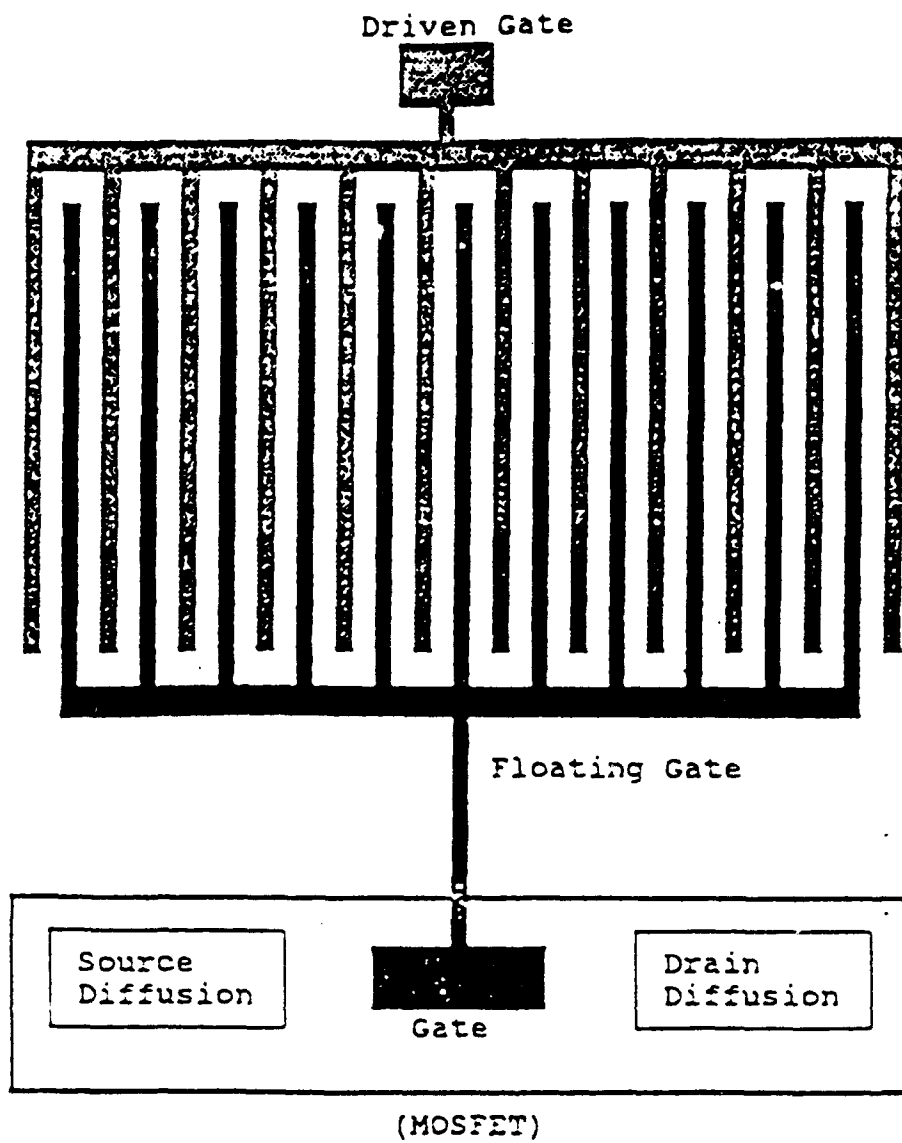 Driven Gate
Floating Gate
Source
Diffusion
Gate
Drain
Diffusion
(MOSFET)